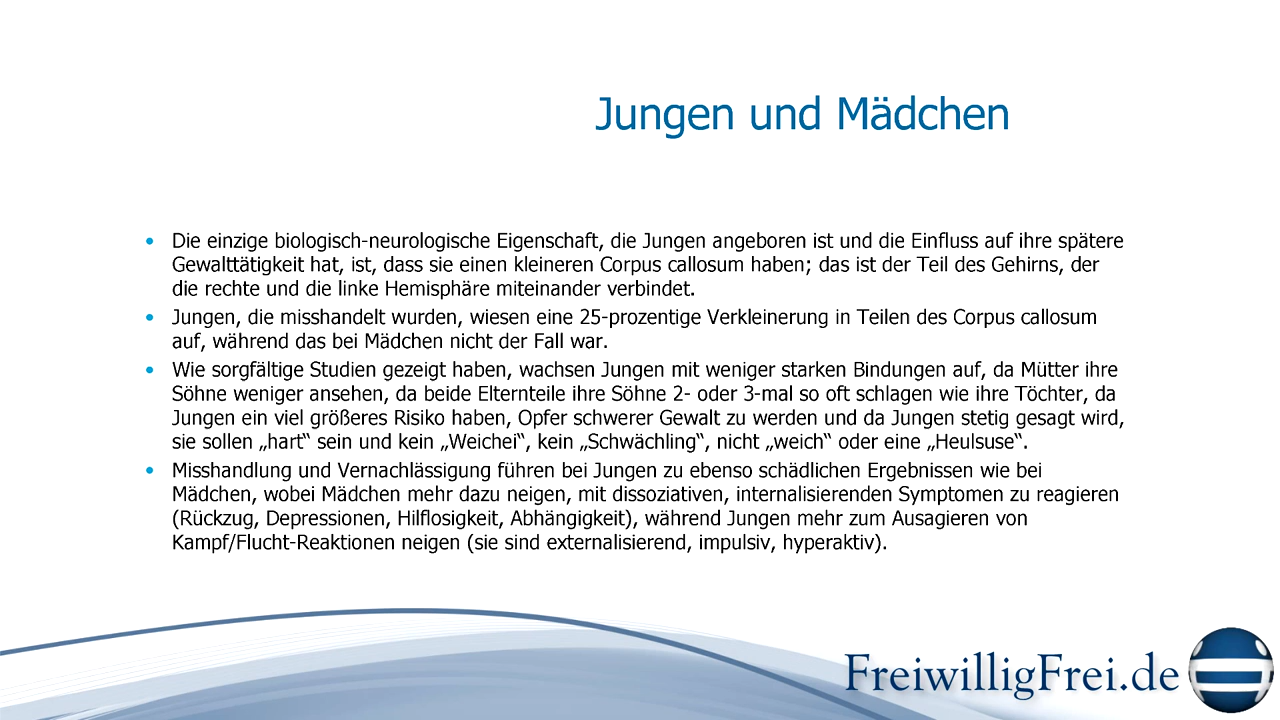 Jungen und Mädchen
• Die einzige biologisch-neurologische Eigenschaft, die Jungen angeboren ist und die Einfluss auf ihre spätere
Gewalttätigkeit hat, ist, dass sie einen kleineren Corpus callosum haben; das ist der Teil des Gehirns, der
die rechte und die linke Hemisphäre miteinander verbindet.
• Jungen, die misshandelt wurden, wiesen eine 25-prozentige Verkleinerung in Teilen des Corpus callosum
auf, während das bei Mädchen nicht der Fall war.
• Wie sorgfältige Studien gezeigt haben, wachsen Jungen mit weniger starken Bindungen auf, da Mütter ihre
Söhne weniger ansehen, da beide Elternteile ihre Söhne 2- oder 3-mal so oft schlagen wie ihre Töchter, da
Jungen ein viel größeres Risiko haben, Opfer schwerer Gewalt zu werden und da Jungen stetig gesagt wird,
sie sollen „hart“ sein und kein „Weichei“, kein „Schwächling“, nicht „weich“ oder eine „Heulsuse“.
• Misshandlung und Vernachlässigung führen bei Jungen zu ebenso schädlichen Ergebnissen wie bei
Mädchen, wobei Mädchen mehr dazu neigen, mit dissoziativen, internalisierenden Symptomen zu reagieren
(Rückzug, Depressionen, Hilflosigkeit, Abhängigkeit), während Jungen mehr zum Ausagieren von
Kampf/Flucht-Reaktionen neigen (sie sind externalisierend, impulsiv, hyperaktiv).
FreiwilligFrei.de